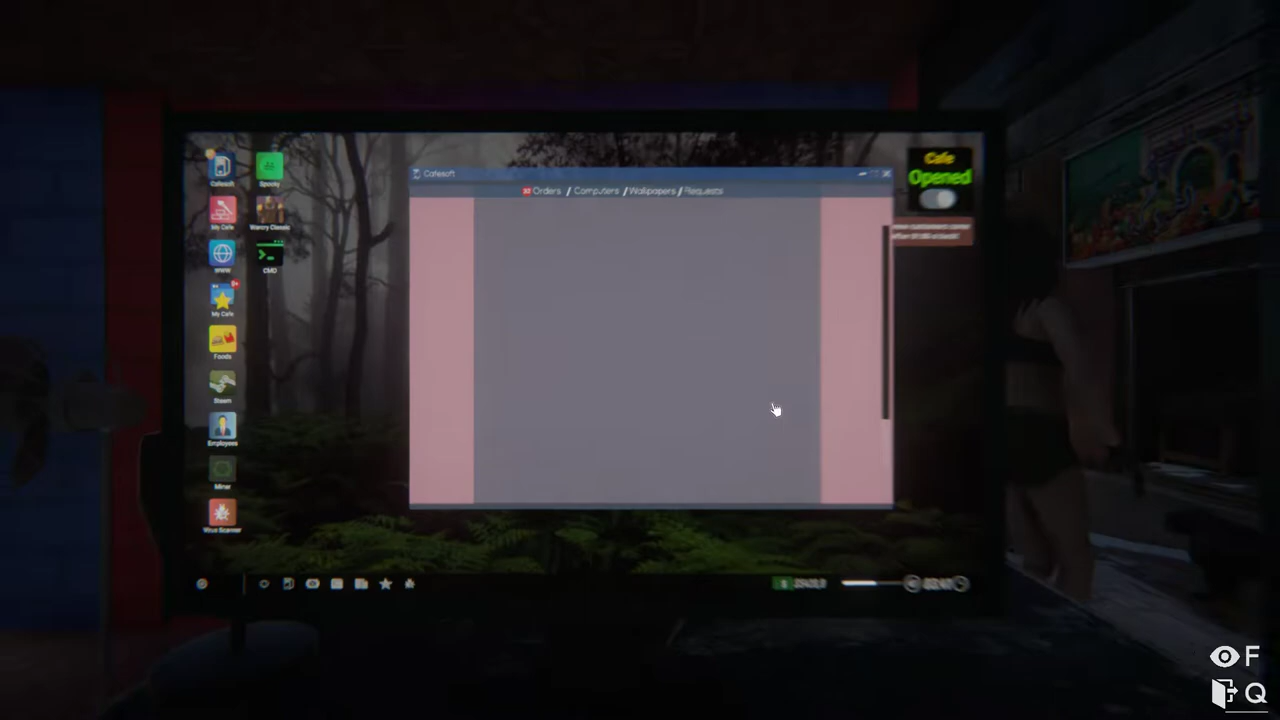 Cafesoft
Orders / Computers / Wallpapers / Requests
Cafesoft
Spooky
My Cafe
Warcry Classic
www
CMD
My Cafe
Foods
Steam
Employees
Miner
Virus Scanner
Cafe
Opened
F
Q